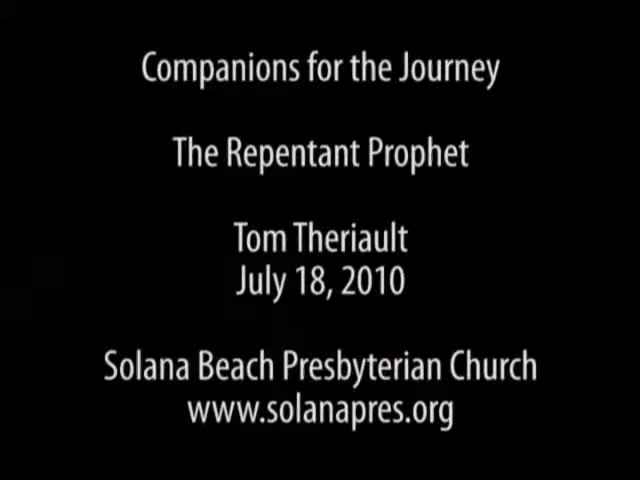 Companions for the Journey
The Repentant Prophet
Tom Theriault
July 18, 2010
Solana Beach Presbyterian Church
www.solanapres.org